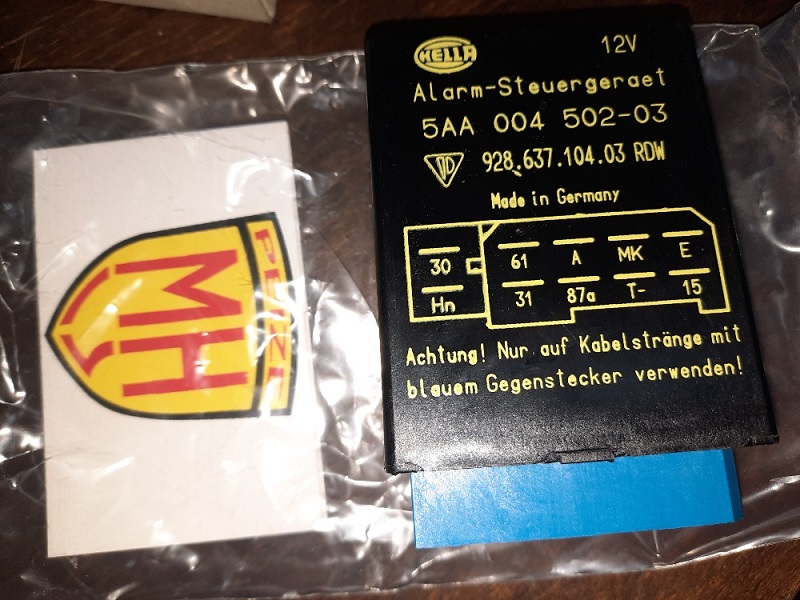 HELLA
12V
Alarm-Steuergeraet
5AA 004 502-03
928.637.104.03 RDW
Made in Germany
30 61 A MK E
Hn 31 87a T- 15
Achtung! Nur auf Kabelstränge mit
blauem Gegenstecker verwenden!
MH